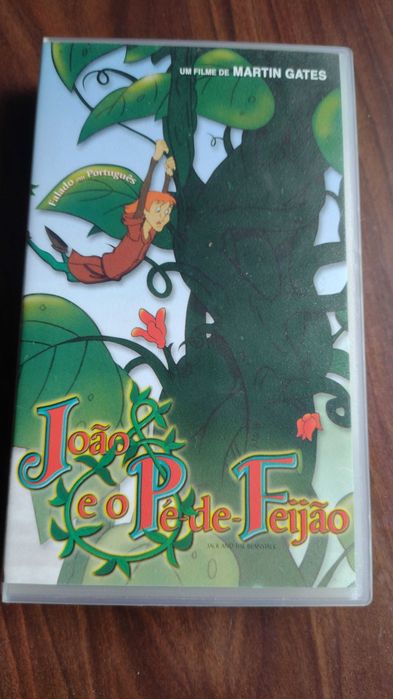 UM FILME DE MARTIN GATES
Falado em Português
João
e o Pé-de-Feijão
JACK AND THE BEANSTALK